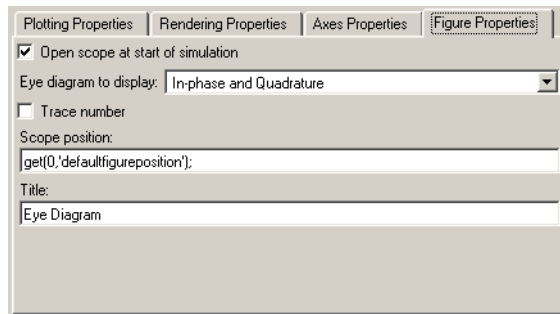 Plotting Properties Rendering Properties Axes Properties Figure Properties
Open scope at start of simulation
Eye diagram to display: In-phase and Quadrature
Trace number
Scope position:
get(0,'defaultfigureposition');
Title:
Eye Diagram